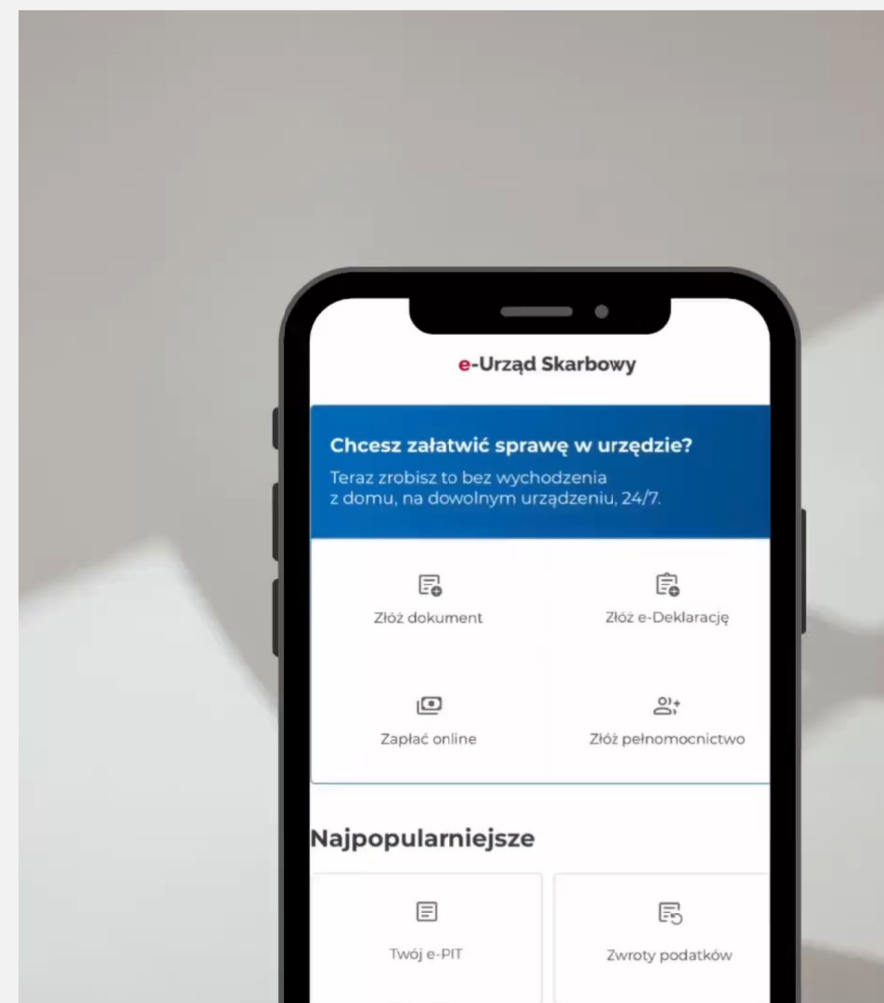 e-Urząd Skarbowy
Chcesz załatwić sprawę w urzędzie?
Teraz zrobisz to bez wychodzenia
z domu, na dowolnym urządzeniu, 24/7.
Złóż dokument
Złóż e-Deklarację
Zapłać online
Złóż pełnomocnictwo
Najpopularniejsze
Twój e-PIT
Zwroty podatków